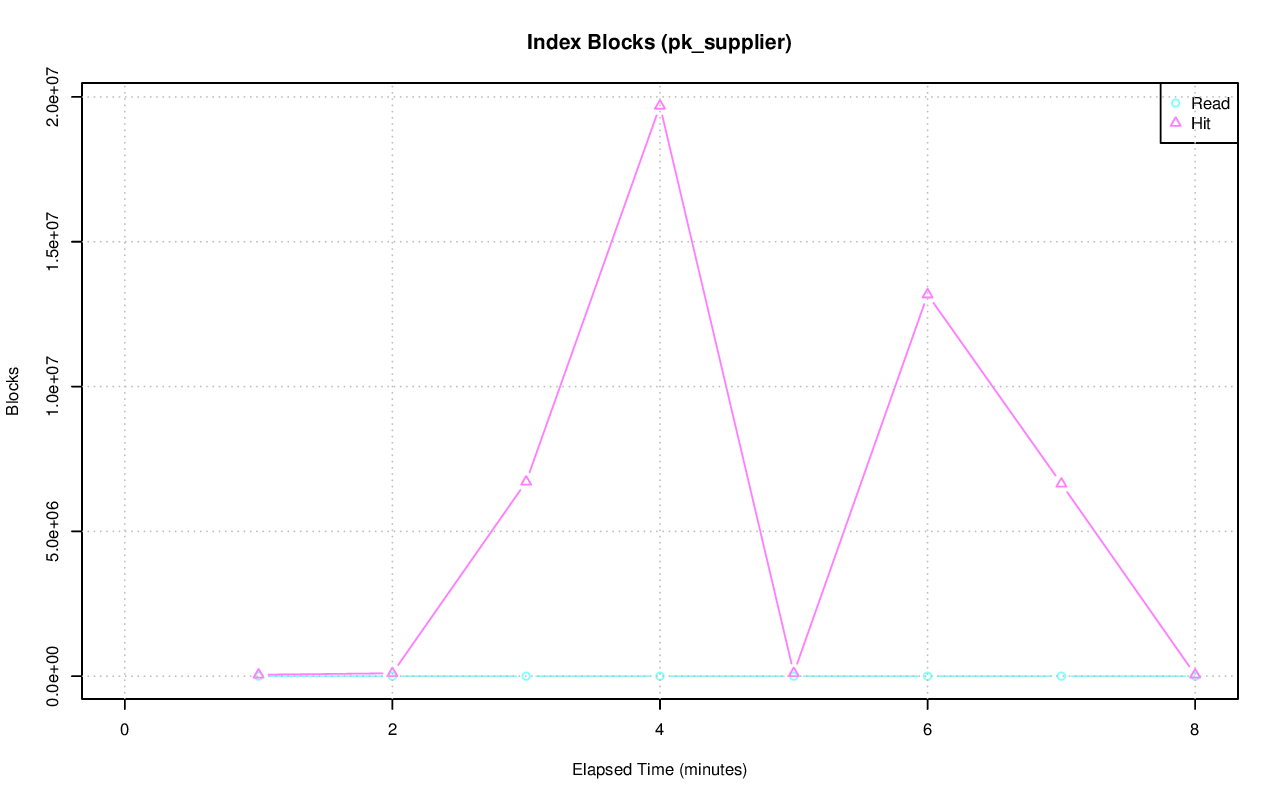 Index Blocks (pk_supplier)
Read
Hit
2.0e+07
1.5e+07
1.0e+07
5.0e+06
0.0e+00
Blocks
0 2 4 6 8
Elapsed Time (minutes)